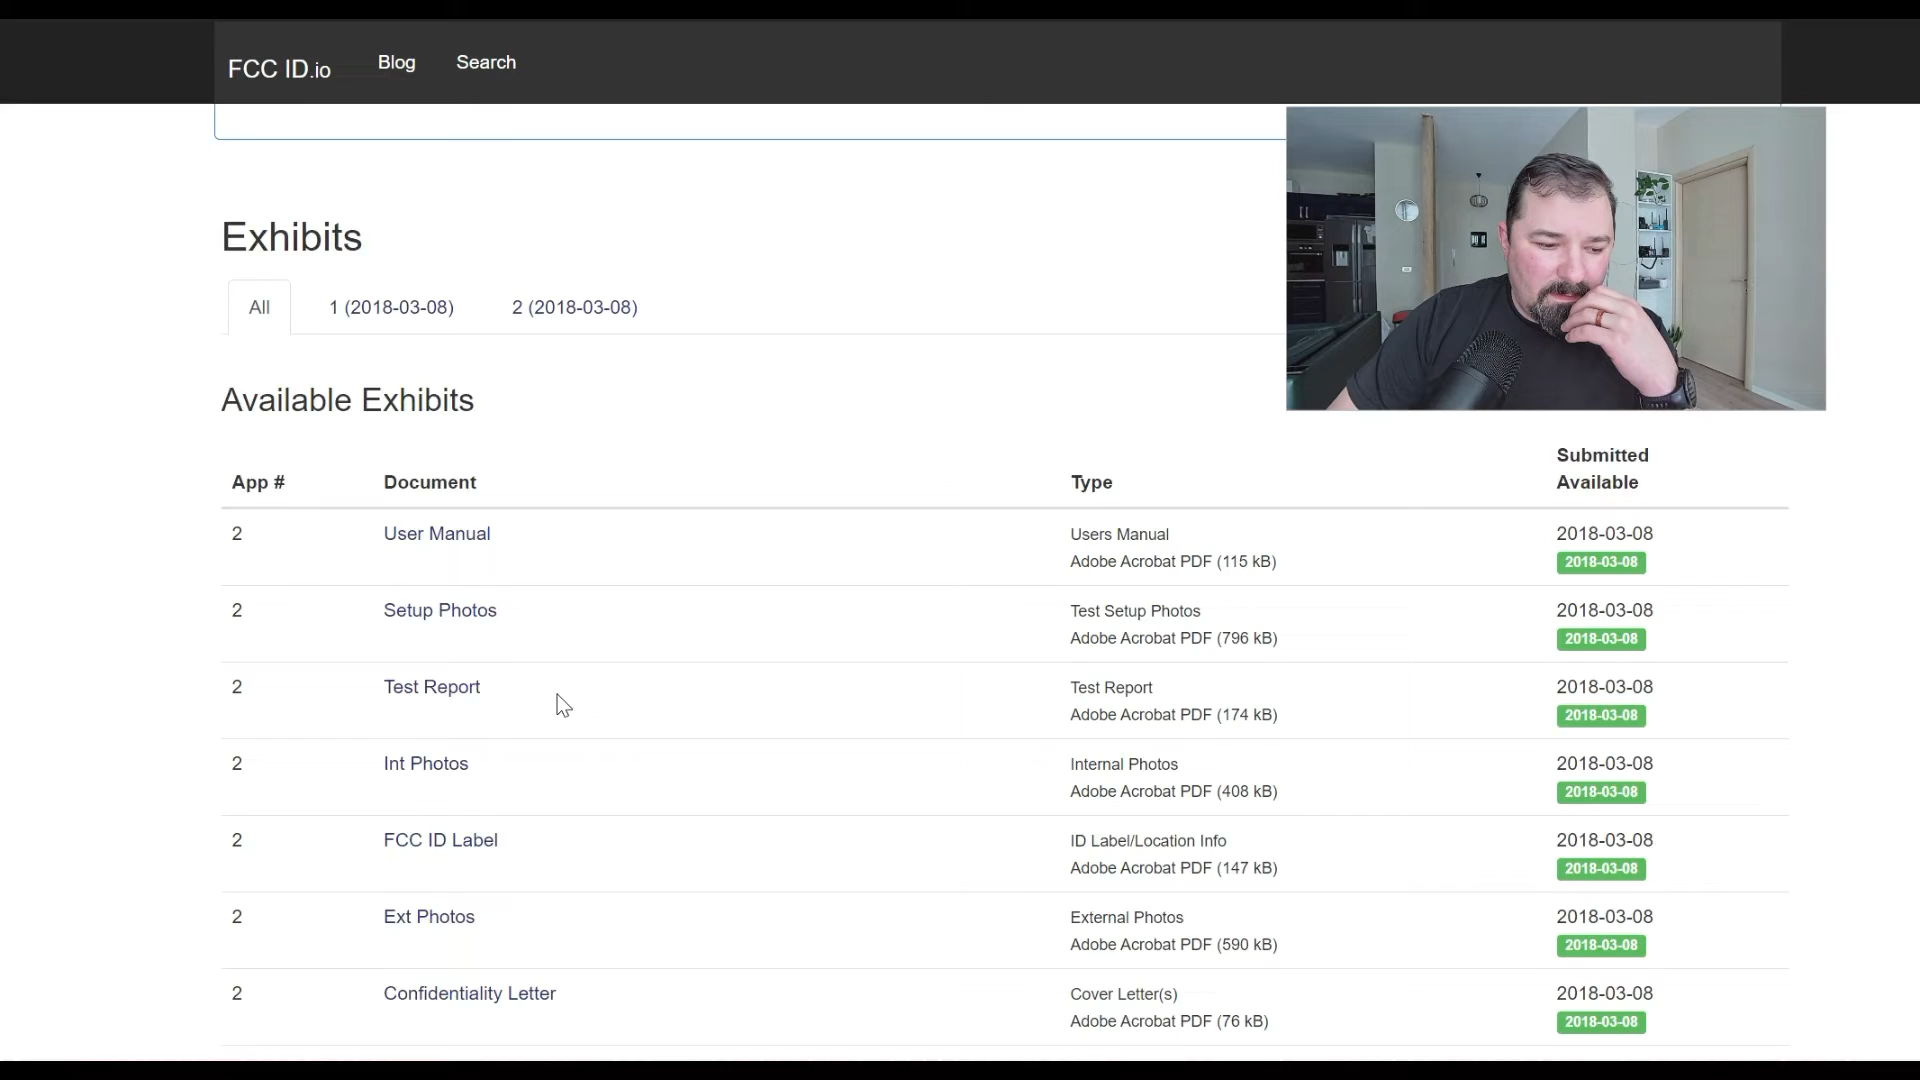 FCC ID.io Blog Search
Exhibits
All 1 (2018-03-08) 2 (2018-03-08)
Available Exhibits
App # Document Type Submitted
Available
2 User Manual Users Manual 2018-03-08
Adobe Acrobat PDF (115 kB) 2018-03-08
2 Setup Photos Test Setup Photos 2018-03-08
Adobe Acrobat PDF (796 kB) 2018-03-08
2 Test Report Test Report 2018-03-08
Adobe Acrobat PDF (174 kB) 2018-03-08
2 Int Photos Internal Photos 2018-03-08
Adobe Acrobat PDF (408 kB) 2018-03-08
2 FCC ID Label ID Label/Location Info 2018-03-08
Adobe Acrobat PDF (147 kB) 2018-03-08
2 Ext Photos External Photos 2018-03-08
Adobe Acrobat PDF (590 kB) 2018-03-08
2 Confidentiality Letter Cover Letter(s) 2018-03-08
Adobe Acrobat PDF (76 kB) 2018-03-08